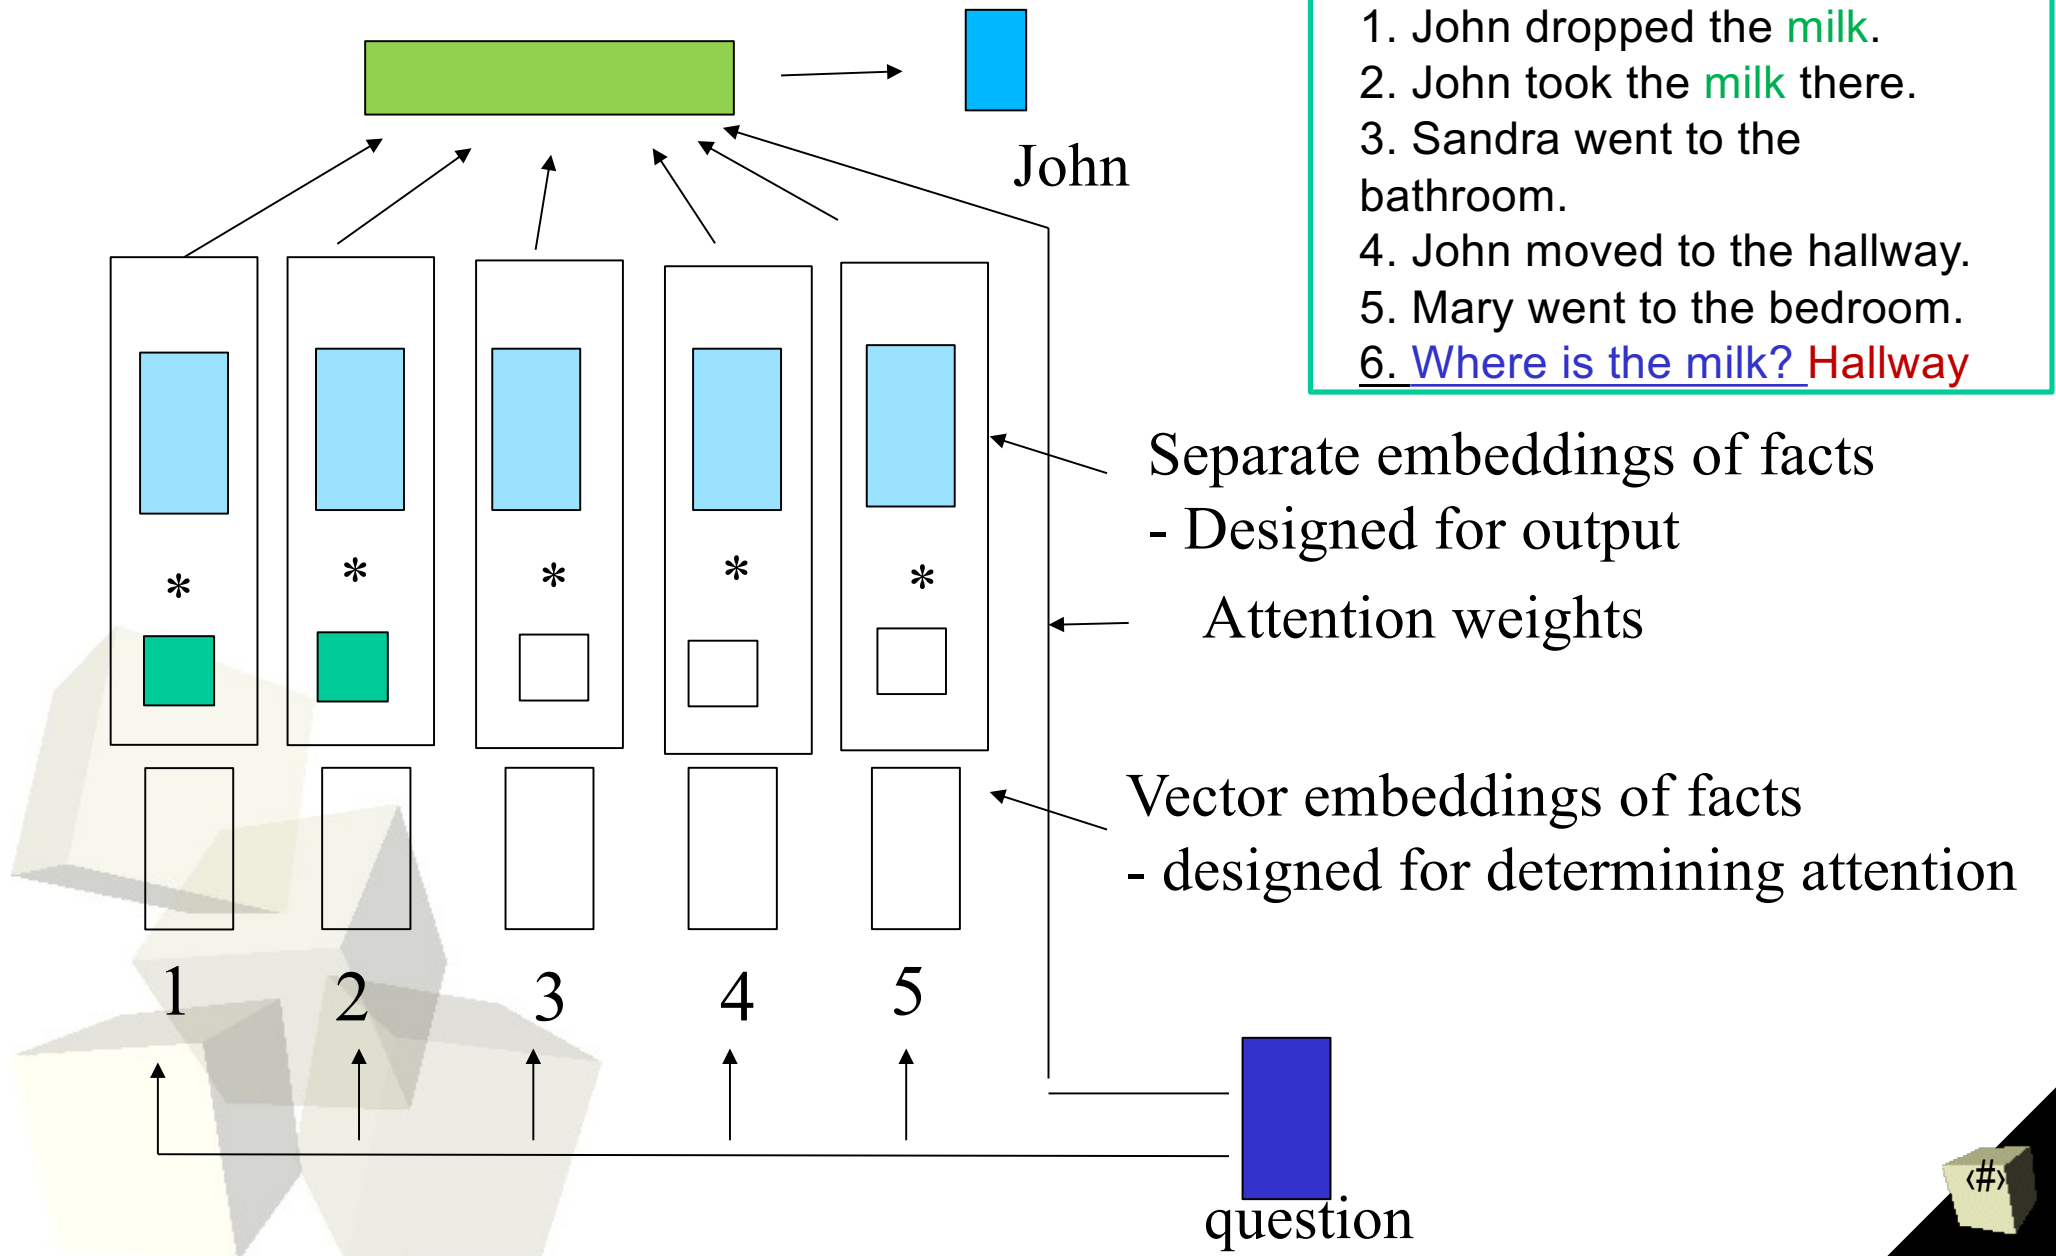 1. John dropped the milk.
2. John took the milk there.
3. Sandra went to the
bathroom.
4. John moved to the hallway.
5. Mary went to the bedroom.
6. Where is the milk? Hallway
John
Separate embeddings of facts
- Designed for output
*
*
*
*
*
Attention weights
Vector embeddings of facts
- designed for determining attention
1
2
3
4
5
question
‹#›